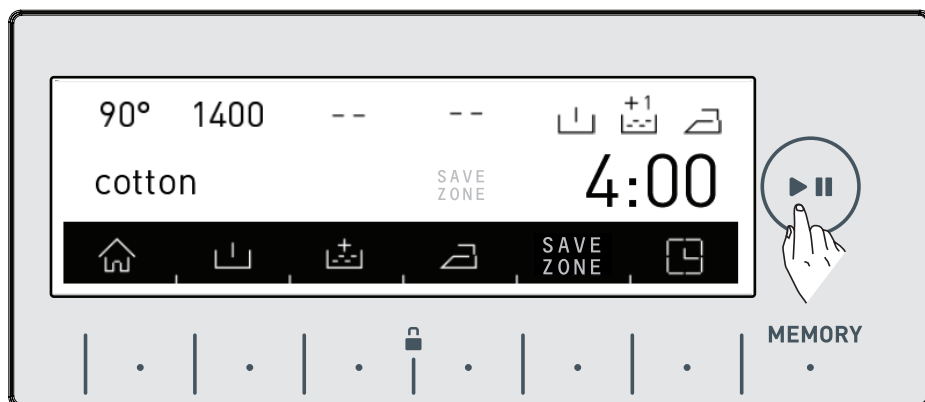 90° 1400 -- --
+1
cotton SAVE ZONE 4:00
SAVE ZONE
MEMORY